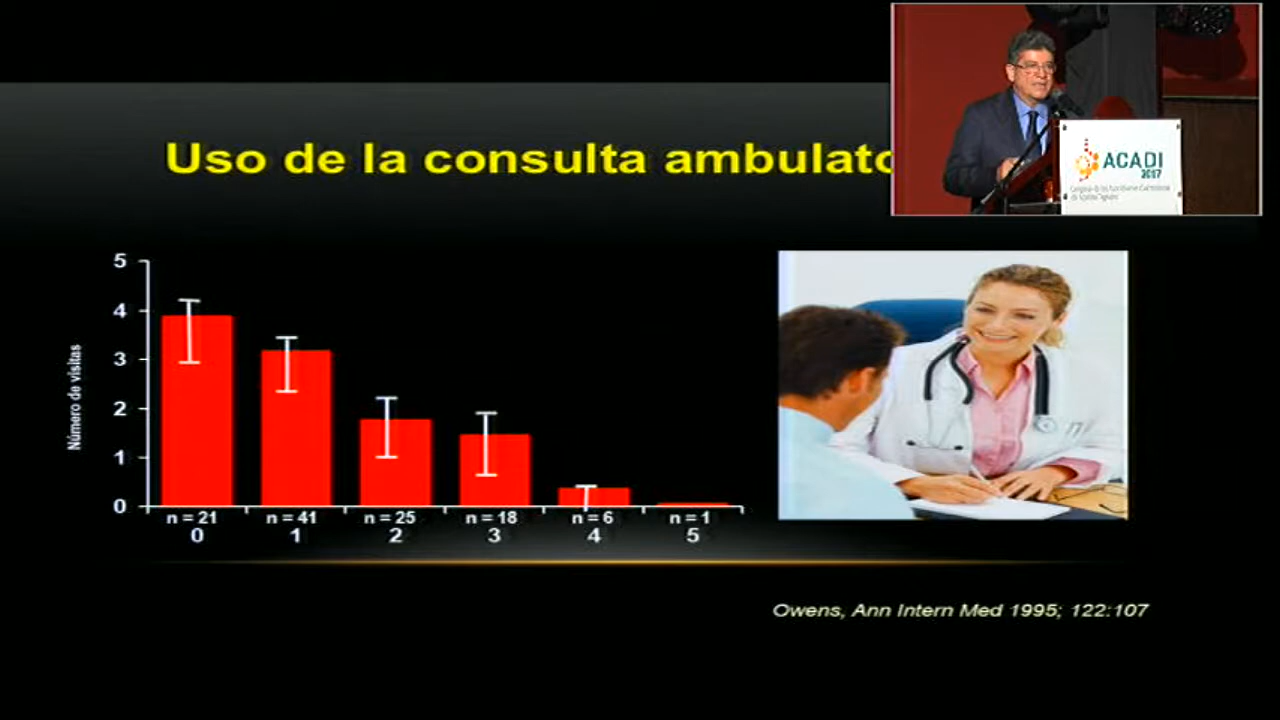 Uso de la consulta ambulato
ACADI
2017
Número de visitas
5
4
3
2
1
0
n = 21 n = 41 n = 25 n = 18 n = 6 n = 1
0 1 2 3 4 5
Owens, Ann Intern Med 1995; 122:107